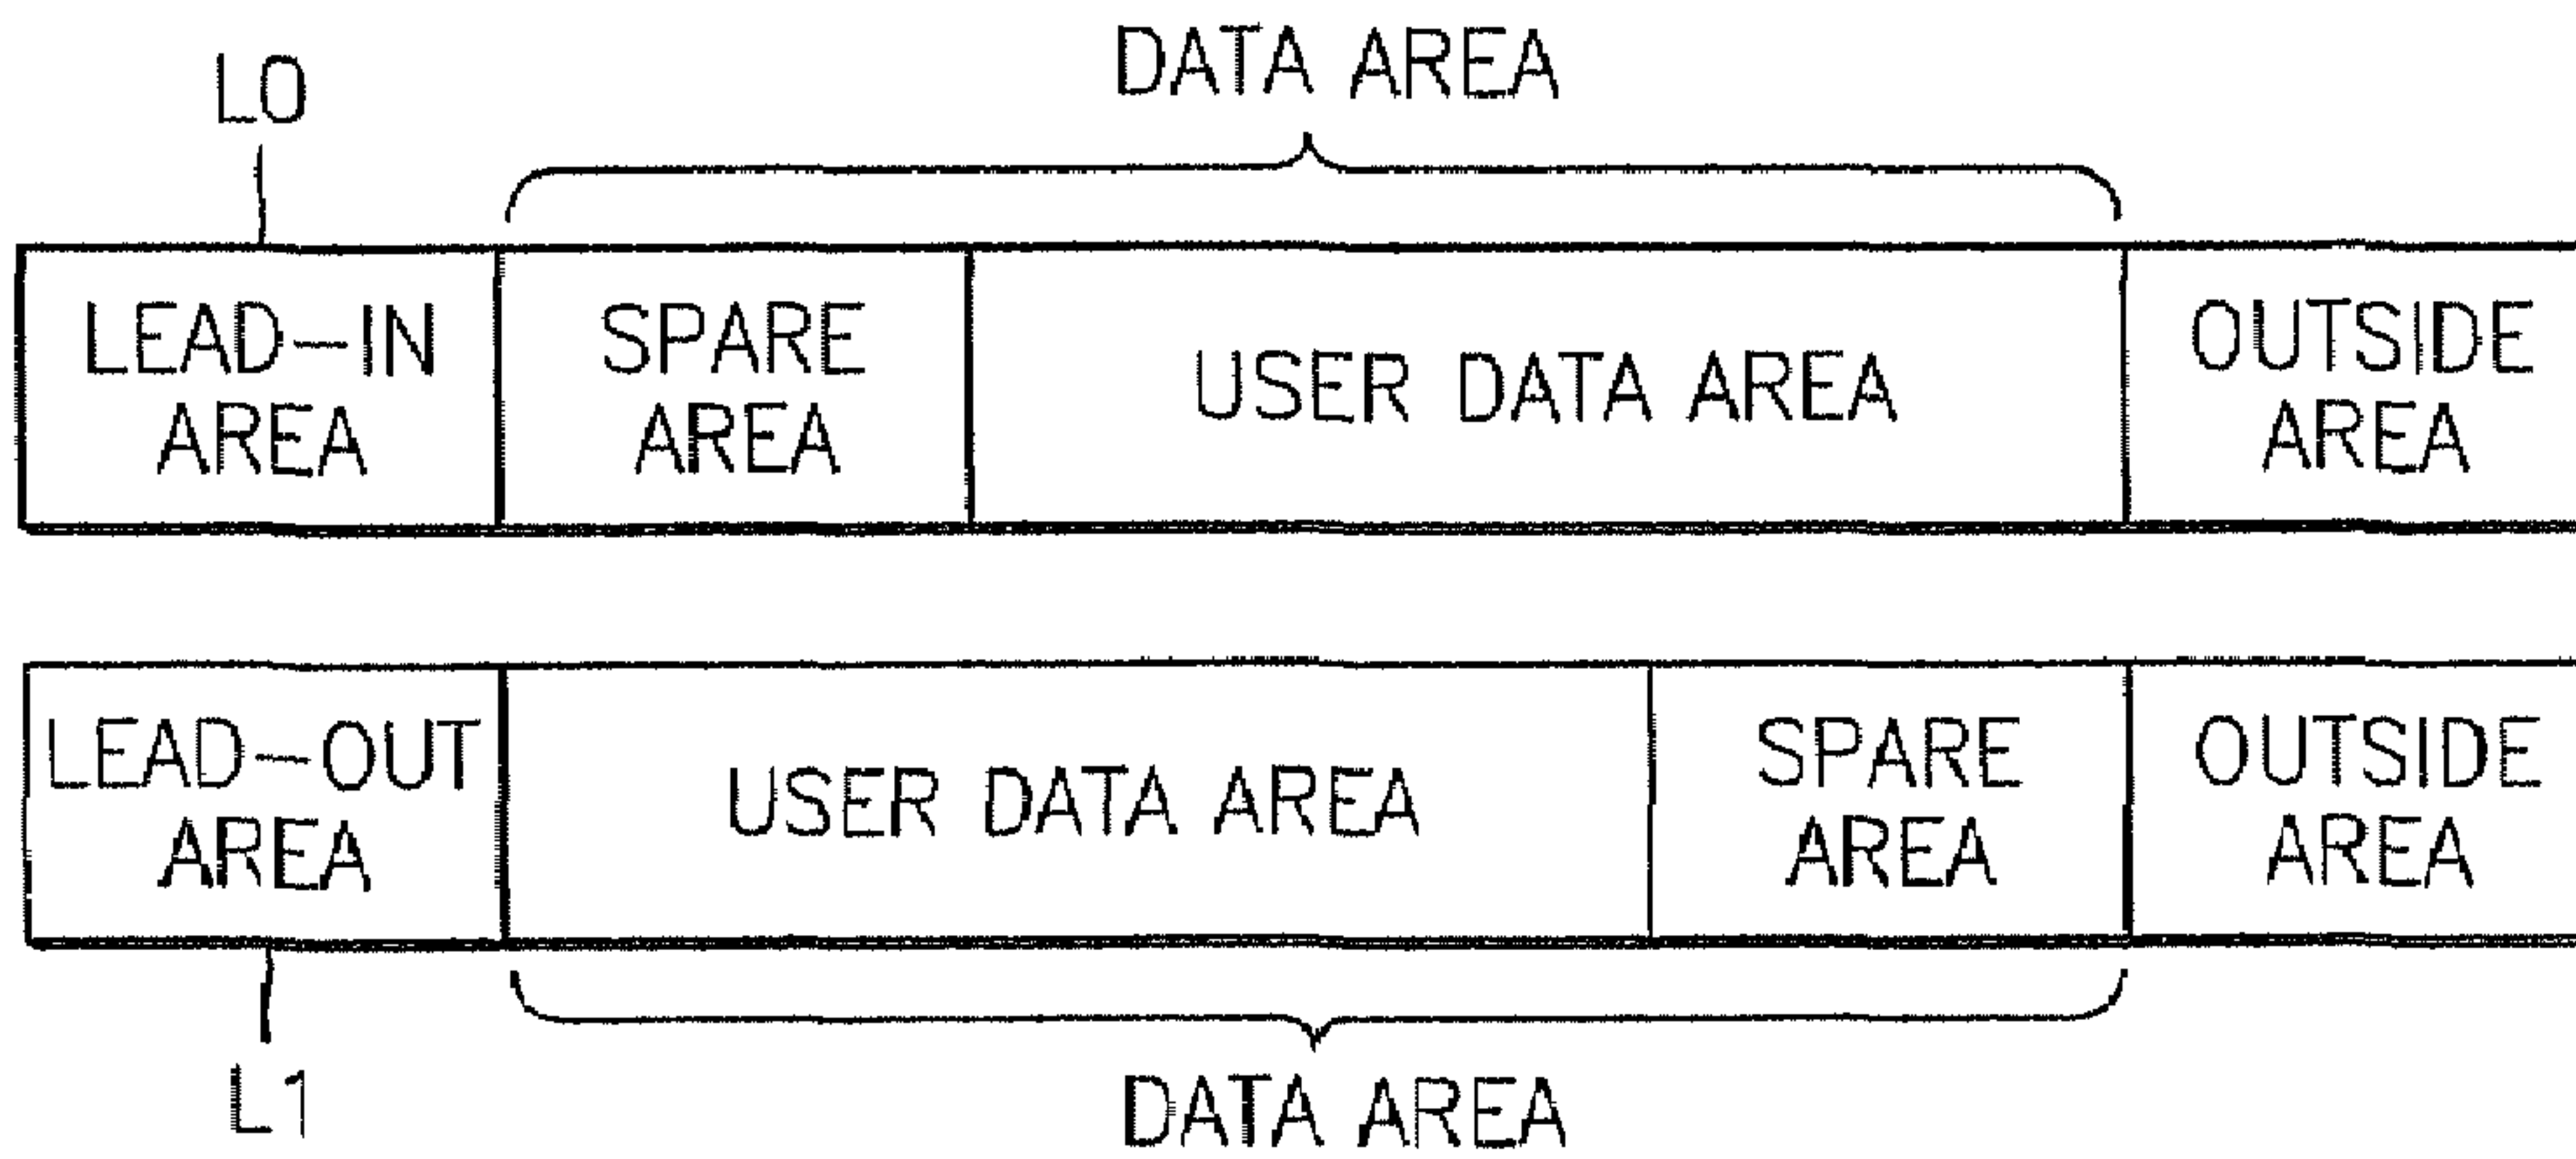 L0
DATA AREA
LEAD-IN
AREA
SPARE
AREA
USER DATA AREA
OUTSIDE
AREA
LEAD-OUT
AREA
USER DATA AREA
SPARE
AREA
OUTSIDE
AREA
L1
DATA AREA